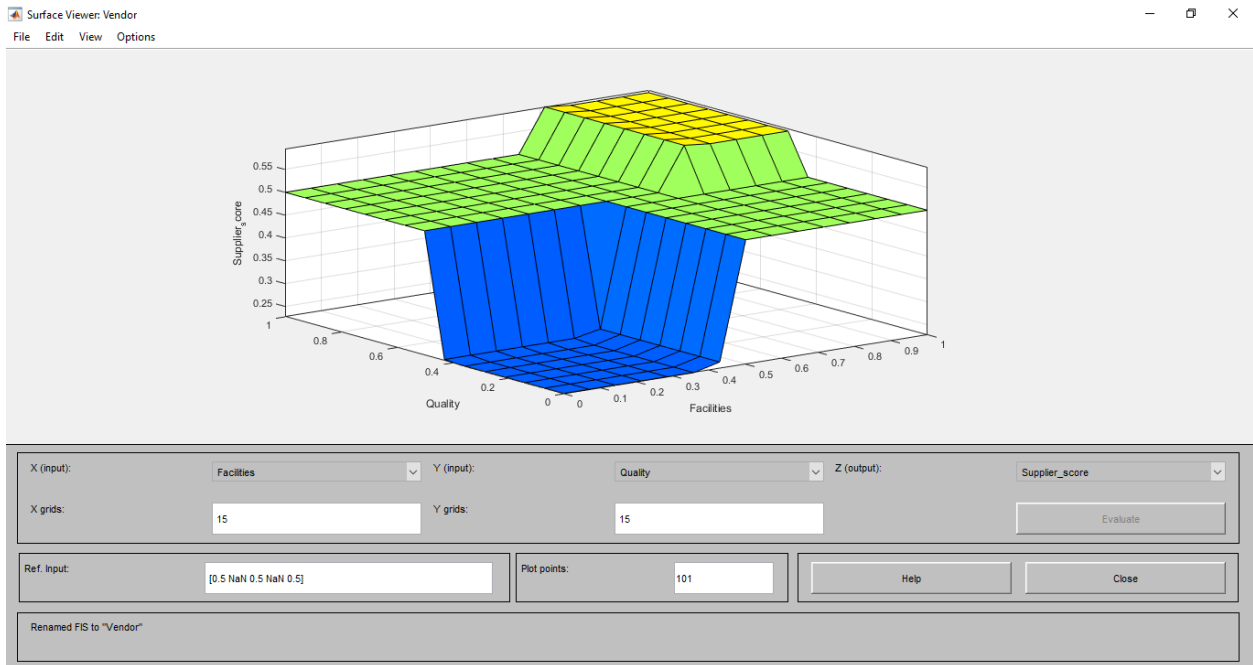 Surface Viewer: Vendor
File Edit View Options
0.55
0.5
0.45
0.4
0.35
0.3
0.25
Supplier_score
1
0.8
0.6
0.4
0.2
0
Quality
0
0.1
0.2
0.3
0.4
0.5
0.6
0.7
0.8
0.9
1
Facilities
X (input): Facilities Y (input): Quality Z (output): Supplier_score
X grids: 15 Y grids: 15 Evaluate
Ref. Input: [0.5 NaN 0.5 NaN 0.5] Plot points: 101 Help Close
Renamed FIS to "Vendor"